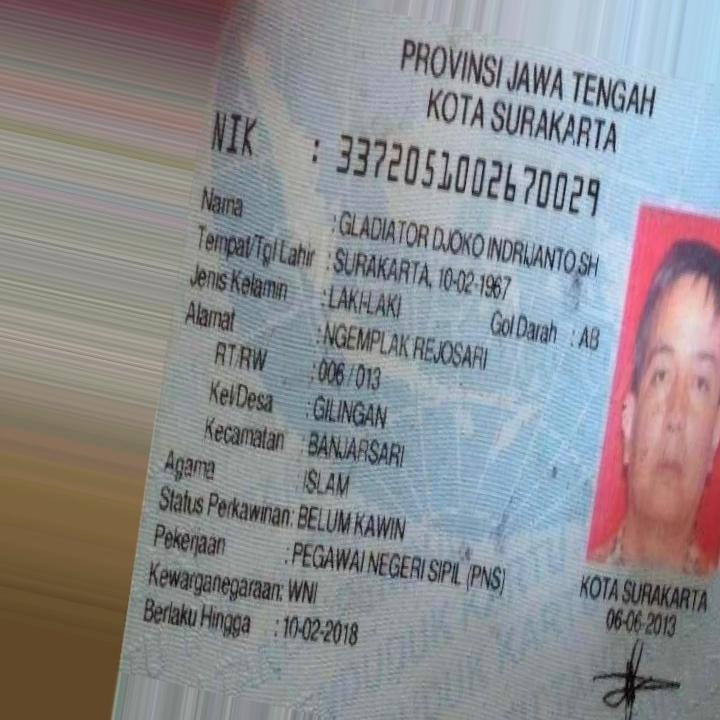 PROVINSI JAWA TENGAH
KOTA SURAKARTA
NIK : 3372051002670029
Nama : GLADIATOR DJOKO INDRIJANTO,SH
Tempat/Tgl Lahir : SURAKARTA, 10-02-1967
Jenis Kelamin : LAKI-LAKI Gol Darah : AB
Alamat : NGEMPLAK REJOSARI
RT/RW : 006 / 013
Kel/Desa : GILINGAN
Kecamatan : BANJARSARI
Agama : ISLAM
Status Perkawinan: BELUM KAWIN
Pekerjaan : PEGAWAI NEGERI SIPIL (PNS)
Kewarganegaraan: WNI
Berlaku Hingga : 10-02-2018
KOTA SURAKARTA
06-06-2013